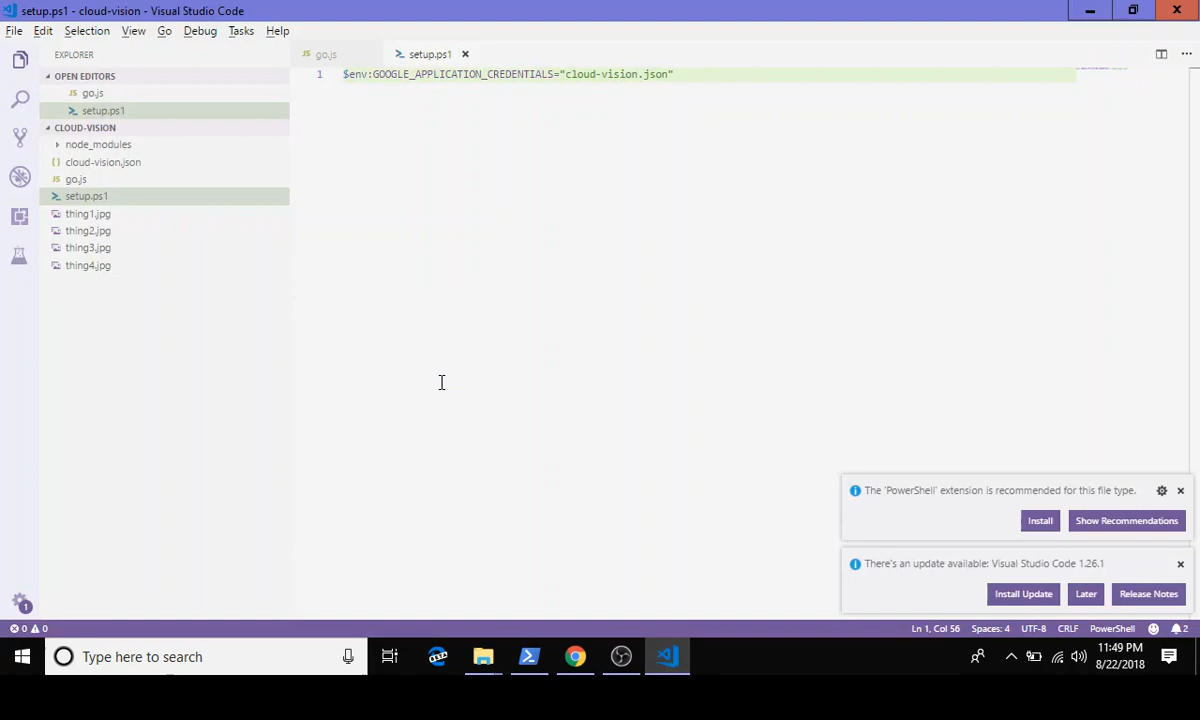 setup.ps1 - cloud-vision - Visual Studio Code
File Edit Selection View Go Debug Tasks Help
EXPLORER
OPEN EDITORS
JS go.js
setup.ps1
CLOUD-VISION
node_modules
{ } cloud-vision.json
JS go.js
setup.ps1
thing1.jpg
thing2.jpg
thing3.jpg
thing4.jpg
1
JS go.js
setup.ps1
1 $env:GOOGLE_APPLICATION_CREDENTIALS="cloud-vision.json"
The 'PowerShell' extension is recommended for this file type.
Install Show Recommendations
There's an update available: Visual Studio Code 1.26.1
Install Update Later Release Notes
0 0
Ln 1, Col 56 Spaces: 4 UTF-8 CRLF PowerShell 2
Type here to search
11:49 PM
8/22/2018